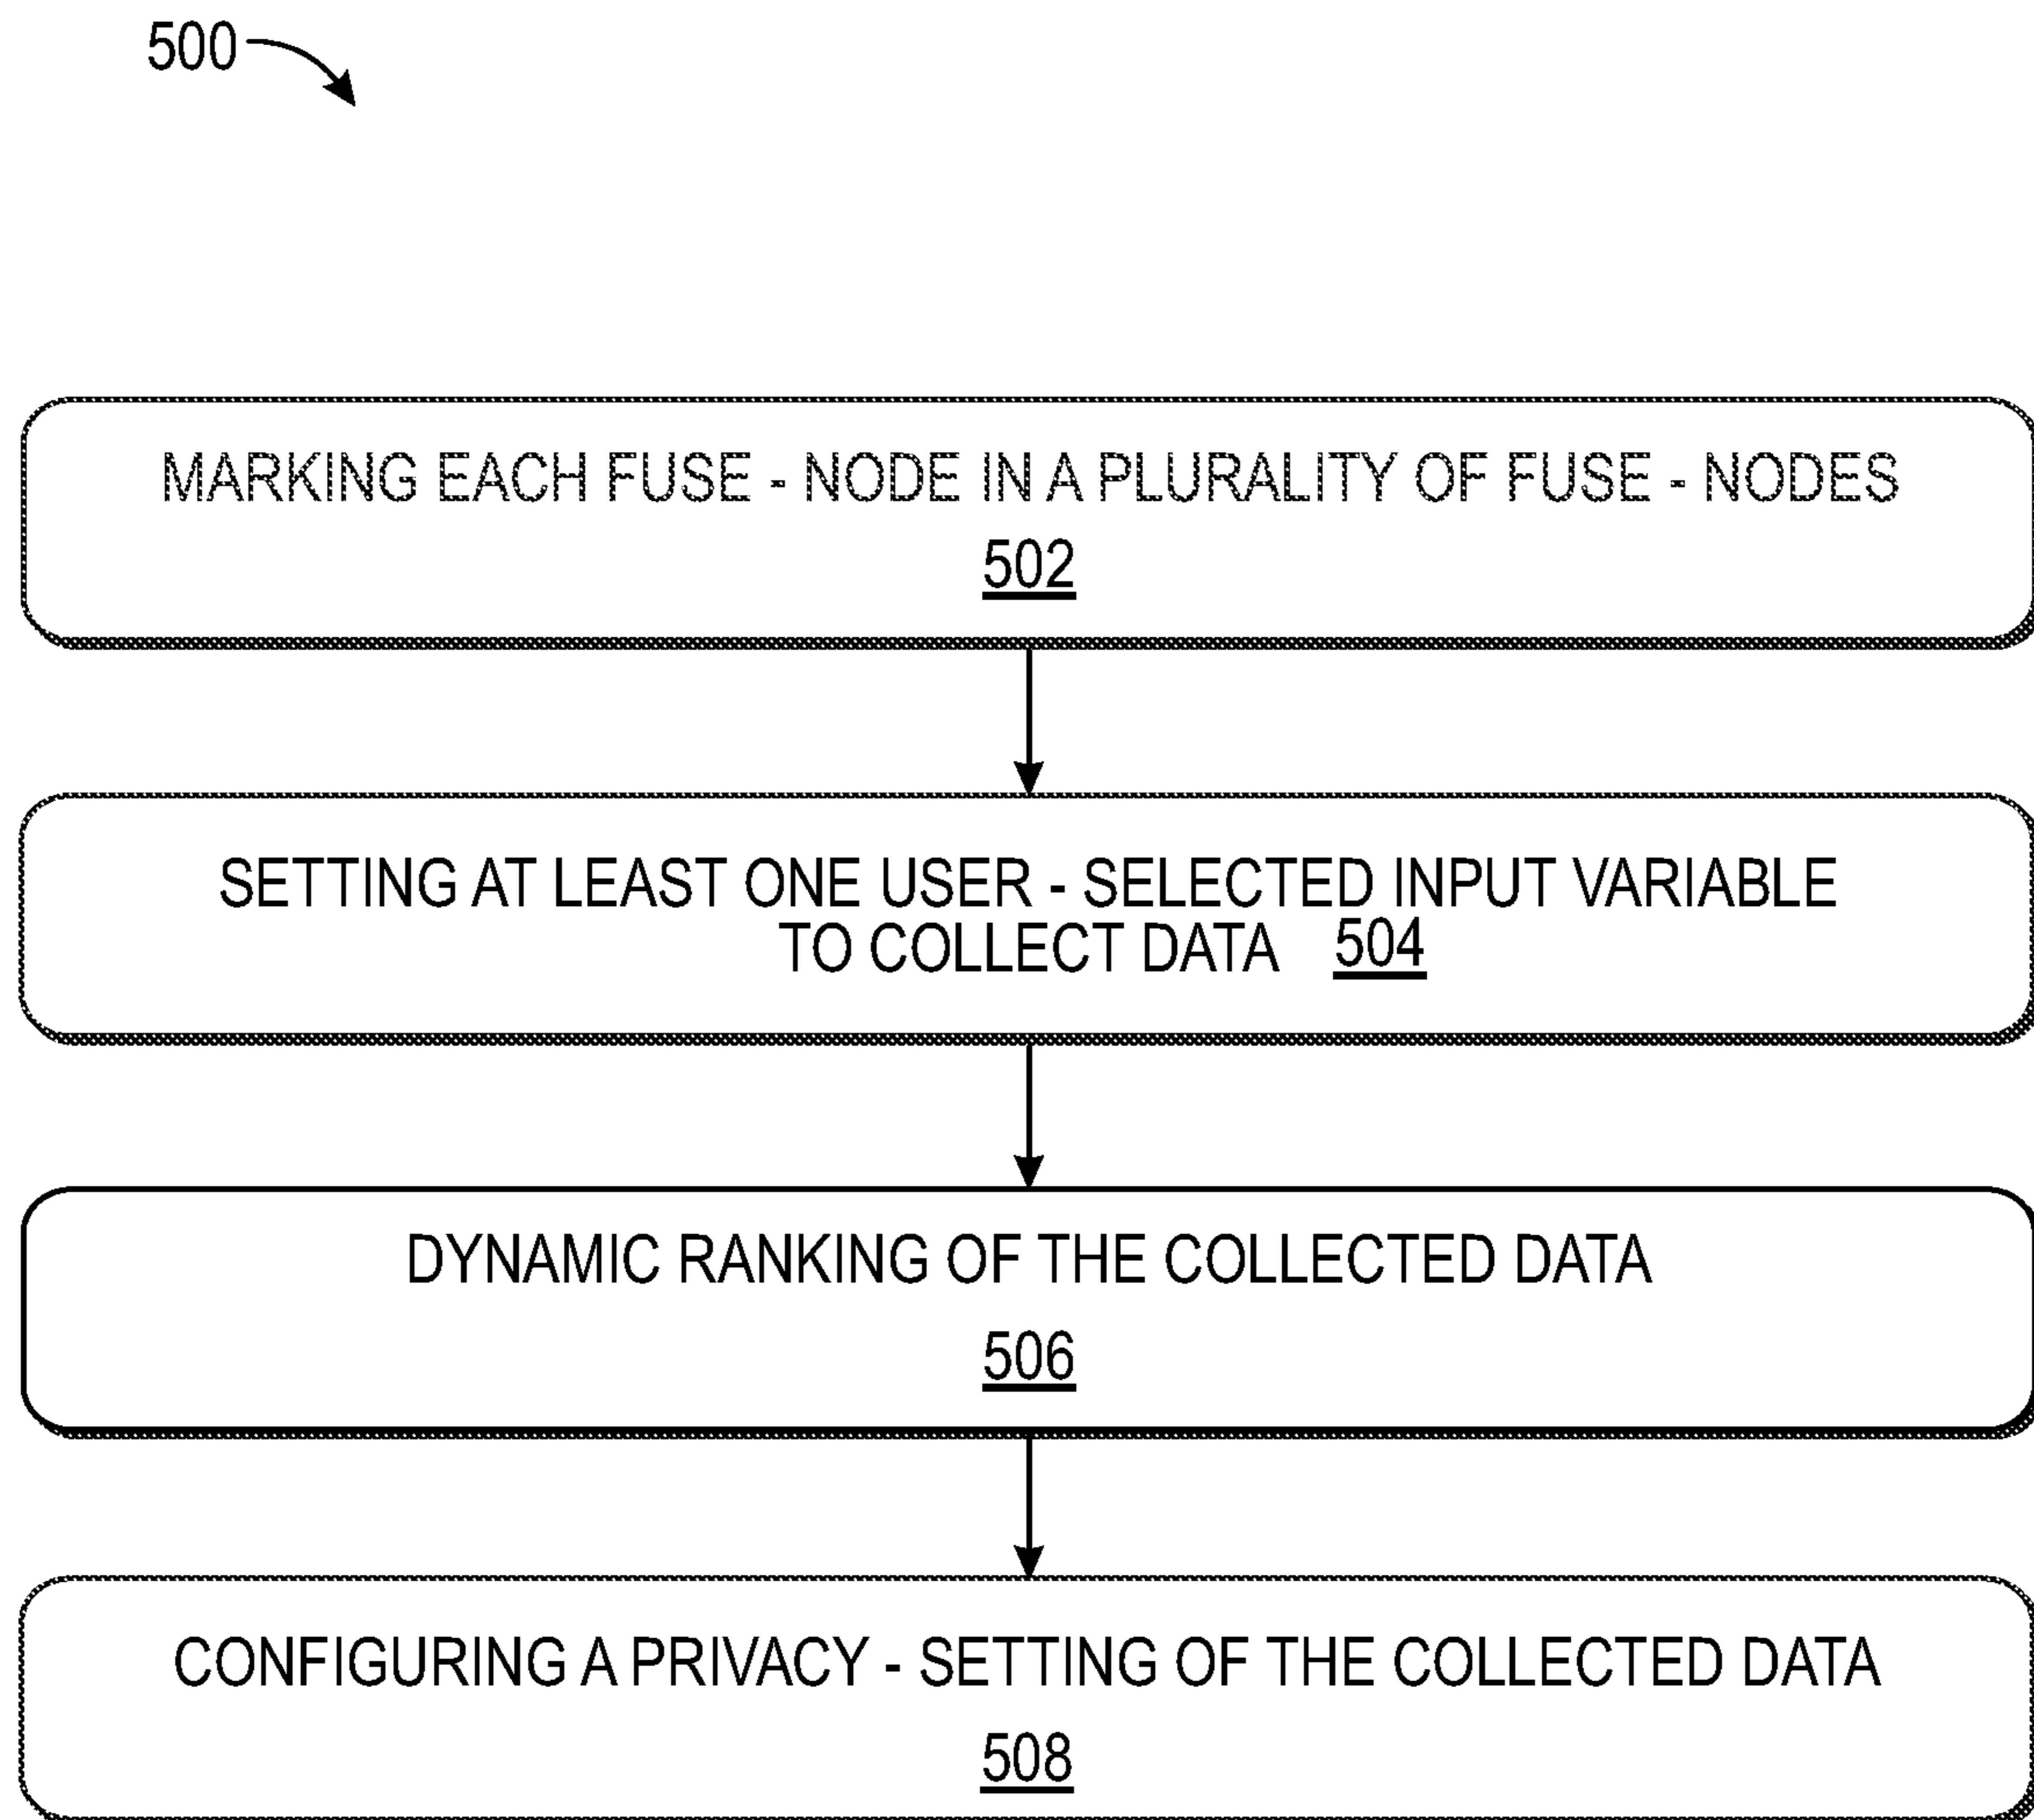 500
MARKING EACH FUSE - NODE IN A PLURALITY OF FUSE - NODES
502
SETTING AT LEAST ONE USER - SELECTED INPUT VARIABLE
TO COLLECT DATA 504
DYNAMIC RANKING OF THE COLLECTED DATA
506
CONFIGURING A PRIVACY - SETTING OF THE COLLECTED DATA
508